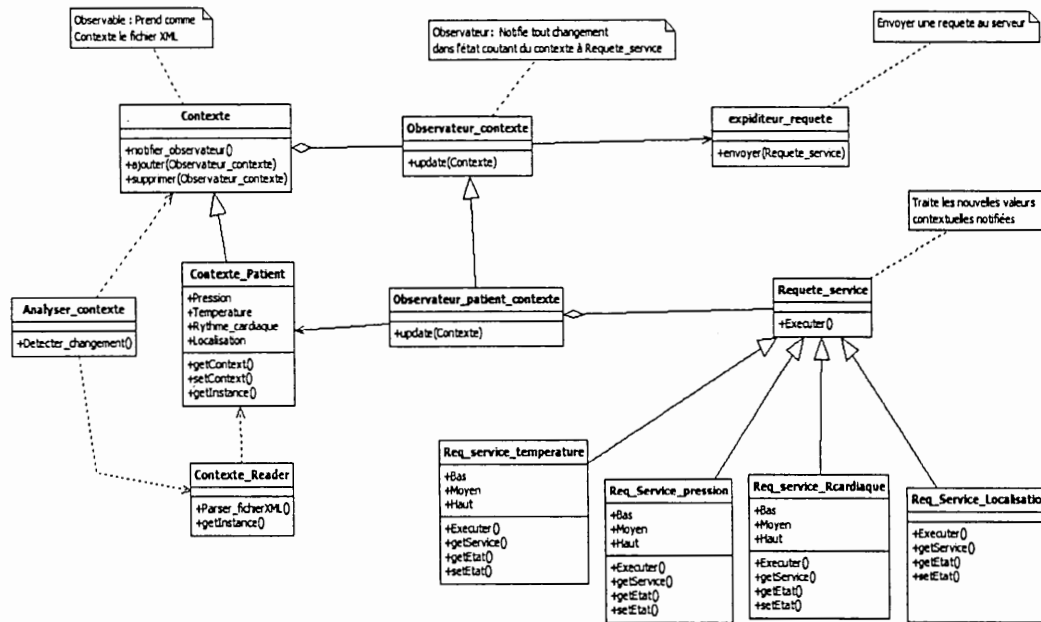 Observable : Prend comme
Contexte le fichier XML
Observateur : Notifie tout changement
dans l'état coutant du contexte à Requete_service
Envoyer une requete au serveur
Contexte
+notifier_observateur()
+ajouter(Observateur_contexte)
+supprimer(Observateur_contexte)
Observateur_contexte
+update(Contexte)
expiditeur_requete
+envoyer(Requete_service)
Traite les nouvelles valeurs
contextuelles notifiées
Analyser_contexte
+Detecter_changement()
Contexte_Patient
+Pression
+Temperature
+Rythme_cardiaque
+Localisation
+getContext()
+setContext()
+getInstance()
Observateur_patient_contexte
+update(Contexte)
Requete_service
+Executer()
Contexte_Reader
+Parser_fichierXML()
+getInstance()
Req_service_temperature
+Bas
+Moyen
+Haut
+Executer()
+getService()
+getEtat()
+setEtat()
Req_Service_pression
+Bas
+Moyen
+Haut
+Executer()
+getService()
+getEtat()
+setEtat()
Req_service_Rcardiaque
+Bas
+Moyen
+Haut
+Executer()
+getService()
+getEtat()
+setEtat()
Req_Service_Localisatio
+Executer()
+getService()
+getEtat()
+setEtat()